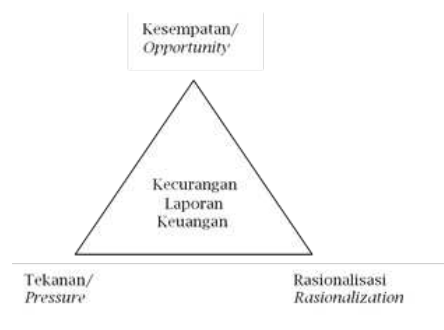 Kesempatan/
Opportunity
Kecurangan
Laporan
Keuangan
Tekanan/
Pressure
Rasionalisasi
Rasionalization